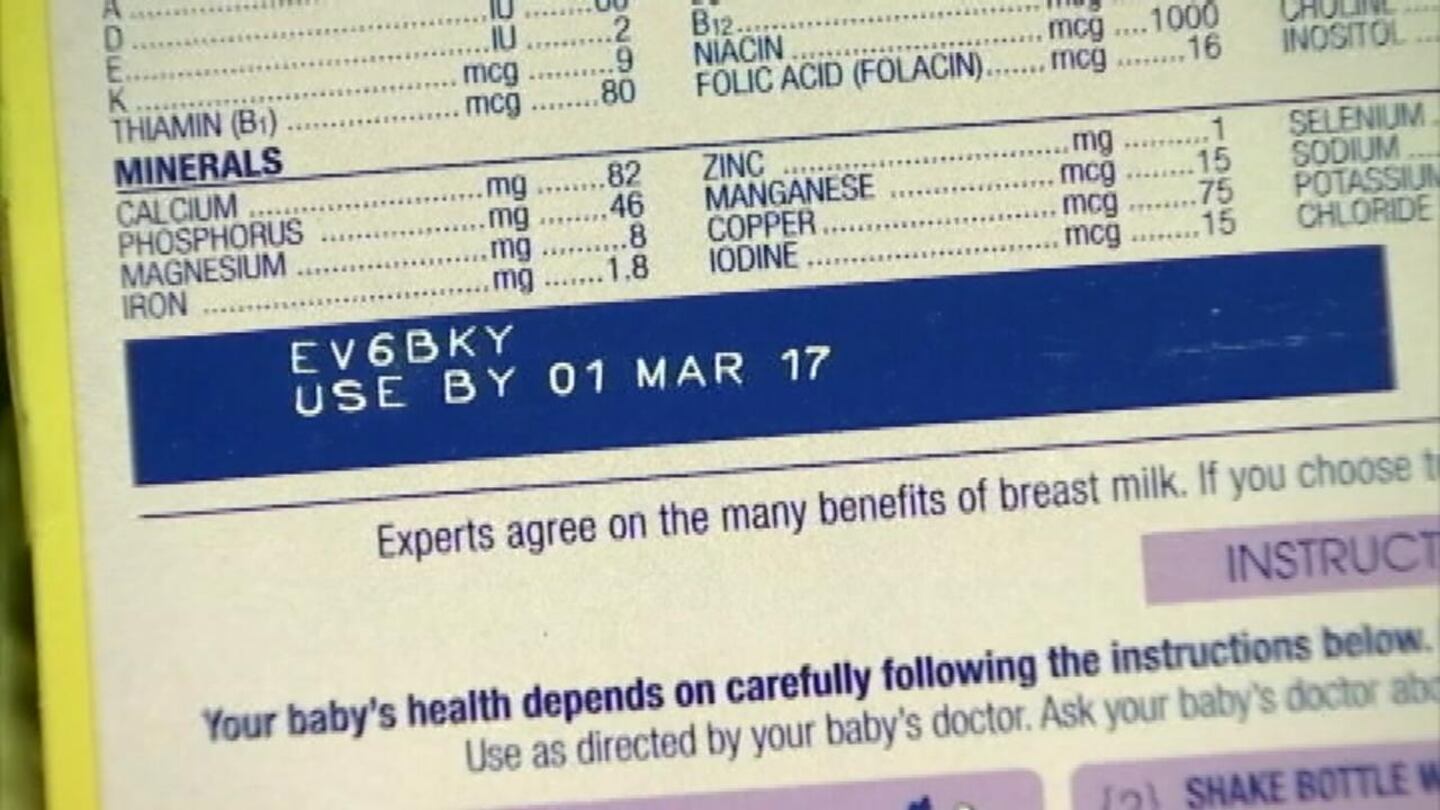 A
D ........ IU ........ 60
E ........ IU ........ 2
K ........ mcg ........ 9
THIAMIN (B1) ........ mcg ........ 80
B12 ........ mcg
NIACIN ........ mcg .... 1000
FOLIC ACID (FOLACIN) ....... mcg ........ 16
CHOLINE
INOSITOL
MINERALS
CALCIUM ........ mg ........ 82
PHOSPHORUS ........ mg ........ 46
MAGNESIUM ........ mg ........ 8
IRON ........ mg ....... 1.8
ZINC ........ mg ........ 1
MANGANESE ........ mcg ........ 15
COPPER ........ mcg ........ 75
IODINE ........ mcg ........ 15
SELENIUM
SODIUM
POTASSIUM
CHLORIDE
EV6BKY
USE BY 01 MAR 17
Experts agree on the many benefits of breast milk. If you choose
INSTRUCT
Your baby's health depends on carefully following the instructions below.
Use as directed by your baby's doctor. Ask your baby's doctor
SHAKE BOTTLE